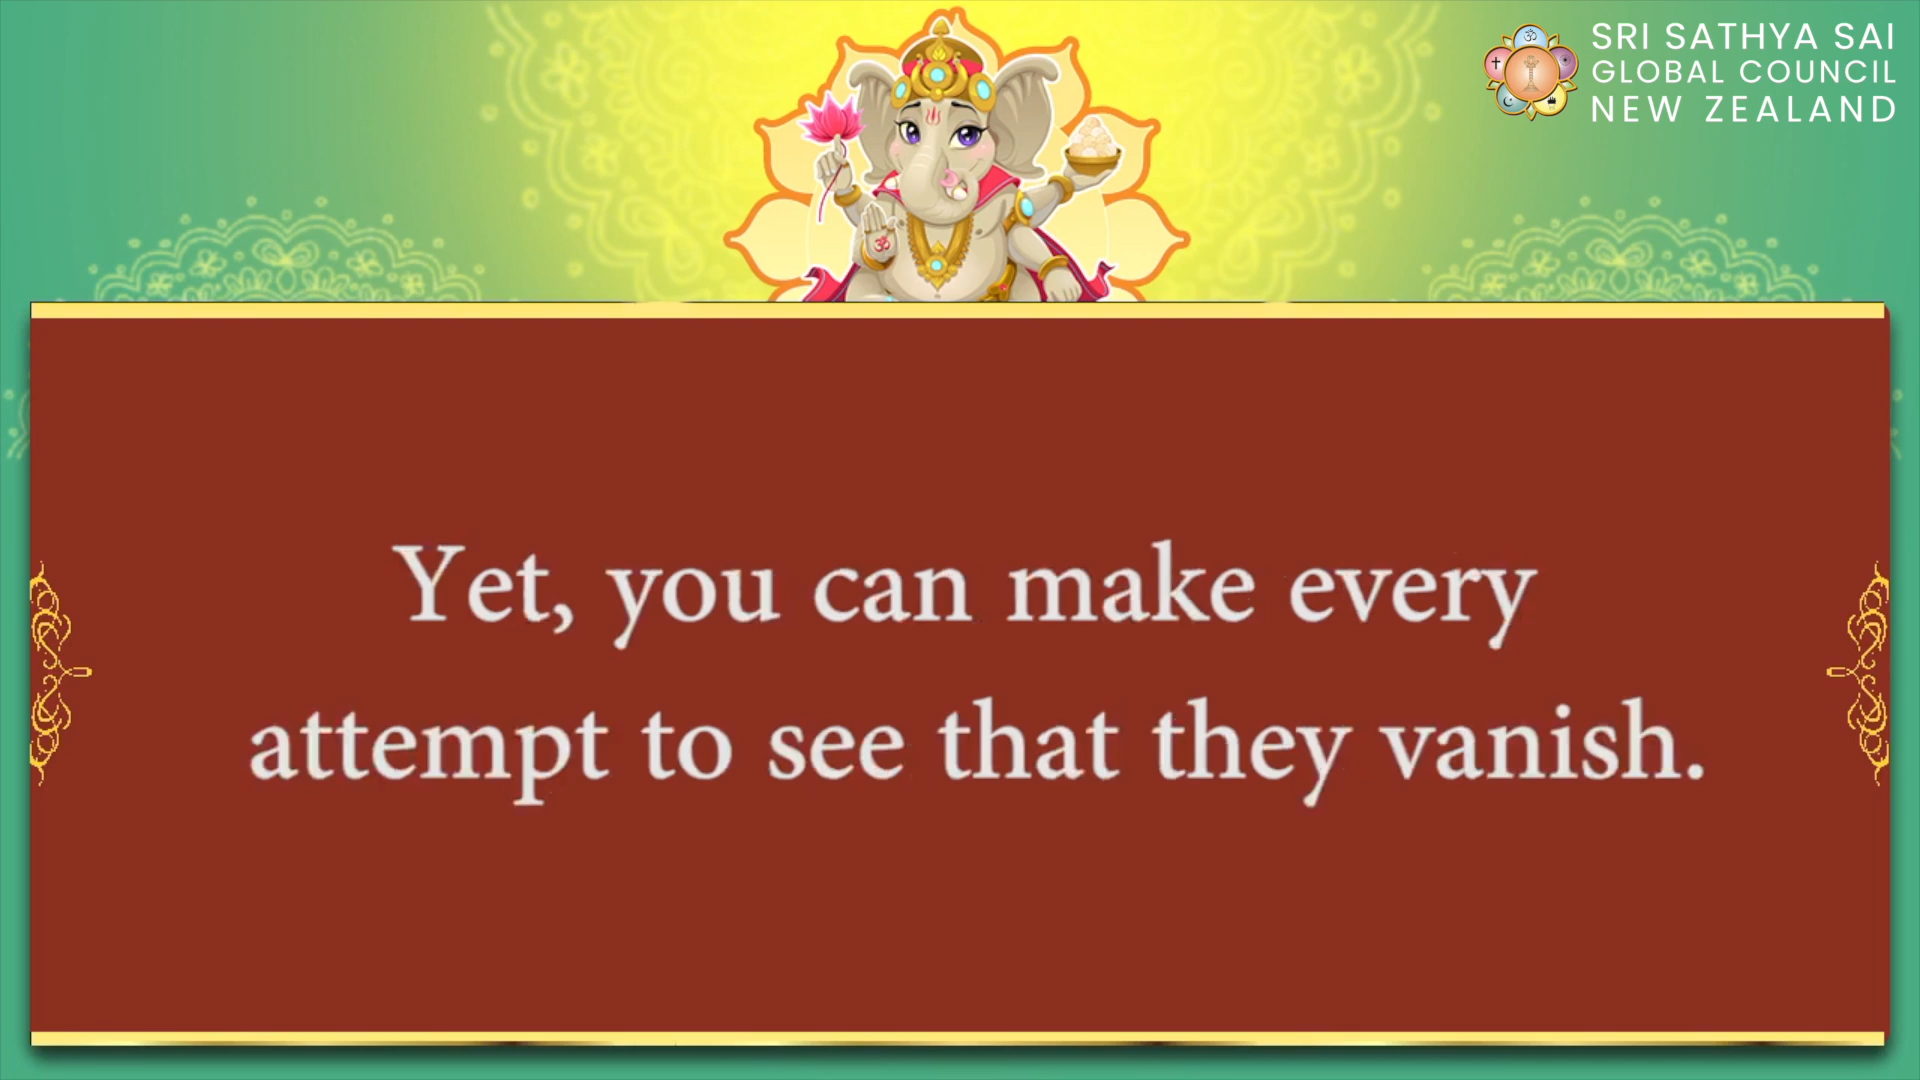 SRI SATHYA SAI
GLOBAL COUNCIL
NEW ZEALAND
Yet, you can make every
attempt to see that they vanish.